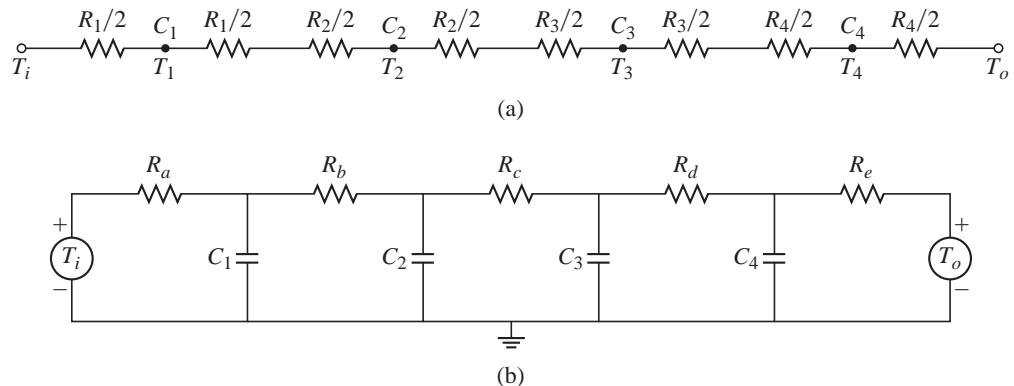 R1/2 C1 R1/2 R2/2 C2 R2/2 R3/2 C3 R3/2 R4/2 C4 R4/2
Ti T1 T2 T3 T4 To
(a)
Ra Rb Rc Rd Re
+ +
Ti C1 C2 C3 C4 To
− −
(b)